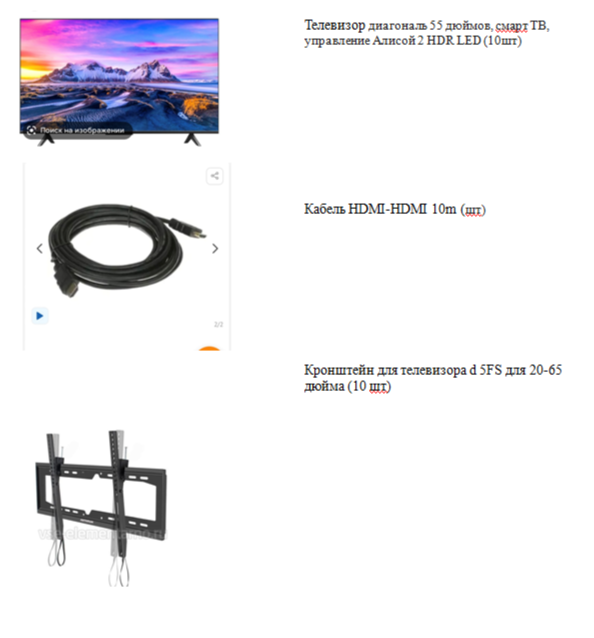 Телевизор диагональ 55 дюймов, смарт ТВ,
управление Алисой 2 HDR LED (10шт)
Поиск на изображении
Кабель HDMI-HDMI 10m (шт)
2/2
Кронштейн для телевизора d 5FS для 20-65
дюйма (10 шт)